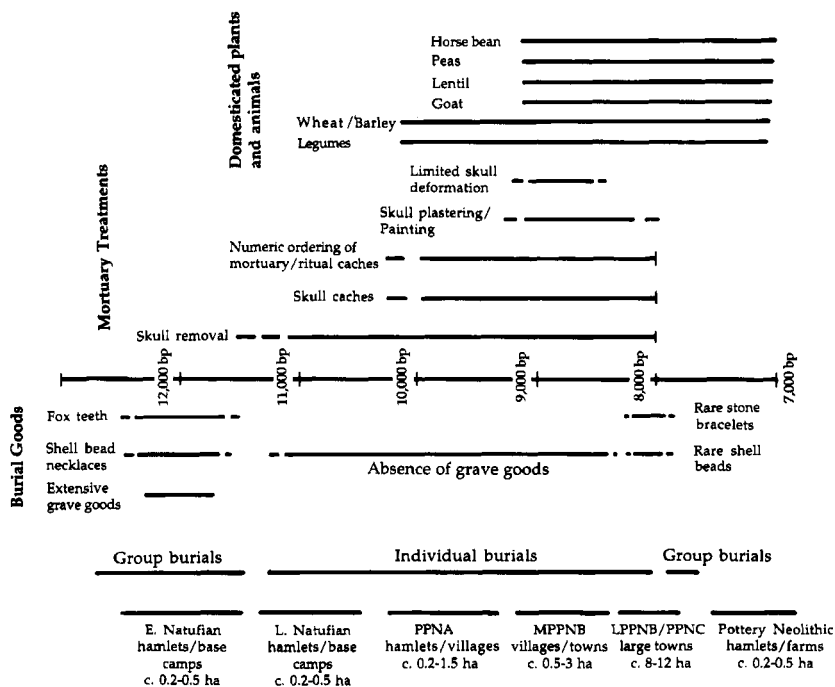 Domesticated plants
and animals
Horse bean
Peas
Lentil
Goat
Wheat/Barley
Legumes
Mortuary Treatments
Limited skull
deformation
Skull plastering/
Painting
Numeric ordering of
mortuary/ritual caches
Skull caches
Skull removal
12,000 bp
11,000 bp
10,000 bp
9,000 bp
8,000 bp
7,000 bp
Burial Goods
Fox teeth
Rare stone
bracelets
Shell bead
necklaces
Absence of grave goods
Rare shell
beads
Extensive
grave goods
Group burials
Individual burials
Group burials
E. Natufian
hamlets/base
camps
c. 0.2-0.5 ha
L. Natufian
hamlets/base
camps
c. 0.2-0.5 ha
PPNA
hamlets/villages
c. 0.2-1.5 ha
MPPNB
villages/towns
c. 0.5-3 ha
LPPNB/PPNC
large towns
c. 8-12 ha
Pottery Neolithic
hamlets/farms
c. 0.2-0.5 ha